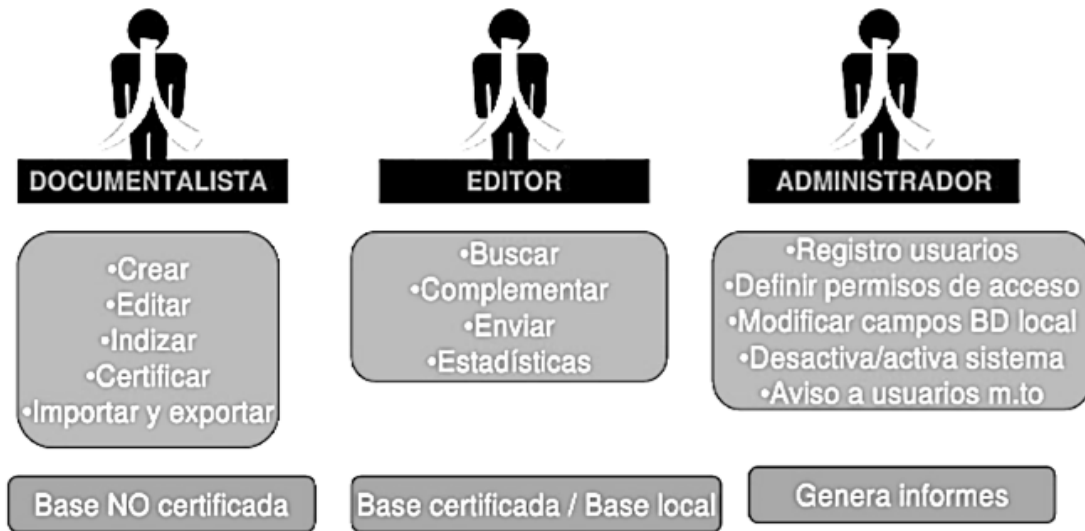 DOCUMENTALISTA
•Crear
•Editar
•Indizar
•Certificar
•Importar y exportar
Base NO certificada
EDITOR
•Buscar
•Complementar
•Enviar
•Estadísticas
Base certificada / Base local
ADMINISTRADOR
•Registro usuarios
•Definir permisos de acceso
•Modificar campos BD local
•Desactiva/activa sistema
•Aviso a usuarios m.to
Genera informes